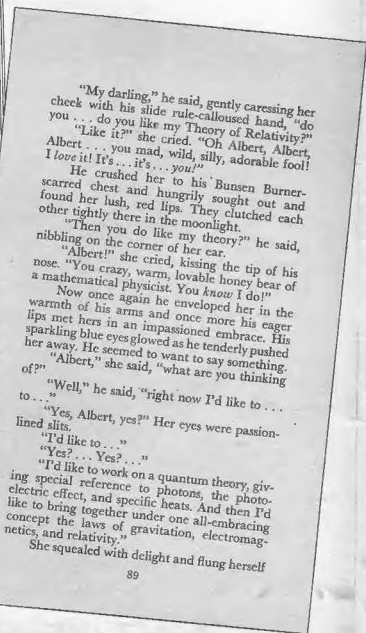 "My darling," he said, gently caressing her
cheek with his slide rule-calloused hand, "do
you . . . do you like my Theory of Relativity?"
"Like it?" she cried. "Oh Albert, Albert,
Albert . . . you mad, wild, silly, adorable fool!
I love it! It's . . . it's . . . you!"
He crushed her to his Bunsen Burner-
scarred chest and hungrily sought out and
found her lush, red lips. They clutched each
other tightly there in the moonlight.
"Then you do like my theory?" he said,
nibbling on the corner of her ear.
"Albert!" she cried, kissing the tip of his
nose. "You crazy, warm, lovable honey bear of
a mathematical physicist. You know I do!"
Now once again he enveloped her in the
warmth of his arms and once more his eager
lips met hers in an impassioned embrace. His
sparkling blue eyes glowed as he tenderly pushed
her away. He seemed to want to say something.
"Albert," she said, "what are you thinking
of?"
"Well," he said, "right now I'd like to . . .
to . . ."
"Yes, Albert, yes?" Her eyes were passion-
lined slits.
"I'd like to . . ."
"Yes? . . . Yes? . . ."
"I'd like to work on a quantum theory, giv-
ing special reference to photons, the photo-
electric effect, and specific heats. And then I'd
like to bring together under one all-embracing
concept the laws of gravitation, electromag-
netics, and relativity."
She squealed with delight and flung herself
89